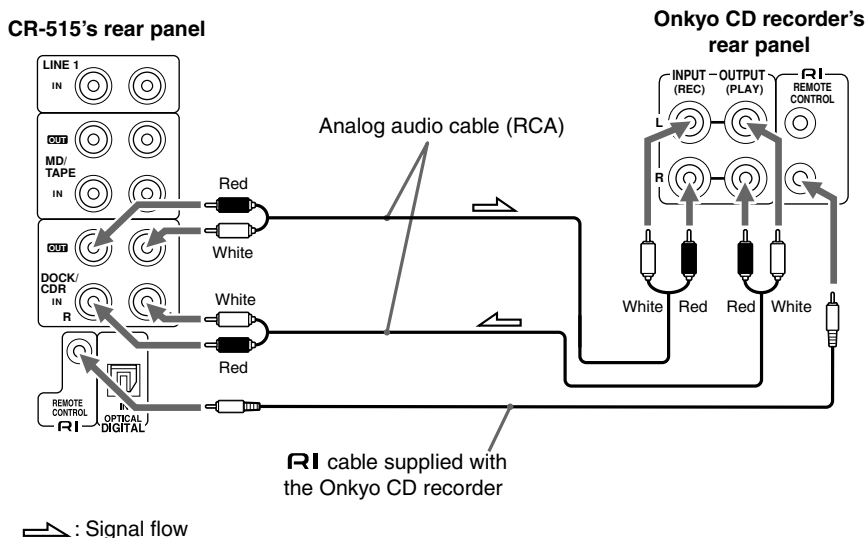 CR-515's rear panel
Onkyo CD recorder's
rear panel
LINE 1
IN
OUT
MD/
TAPE
IN
OUT
DOCK/
CDR
IN
R
REMOTE
CONTROL
RI
IN
OPTICAL
DIGITAL
Red
White
White
Red
Analog audio cable (RCA)
INPUT
(REC)
OUTPUT
(PLAY)
RI
REMOTE
CONTROL
L
R
White
Red
Red
White
RI cable supplied with
the Onkyo CD recorder
: Signal flow